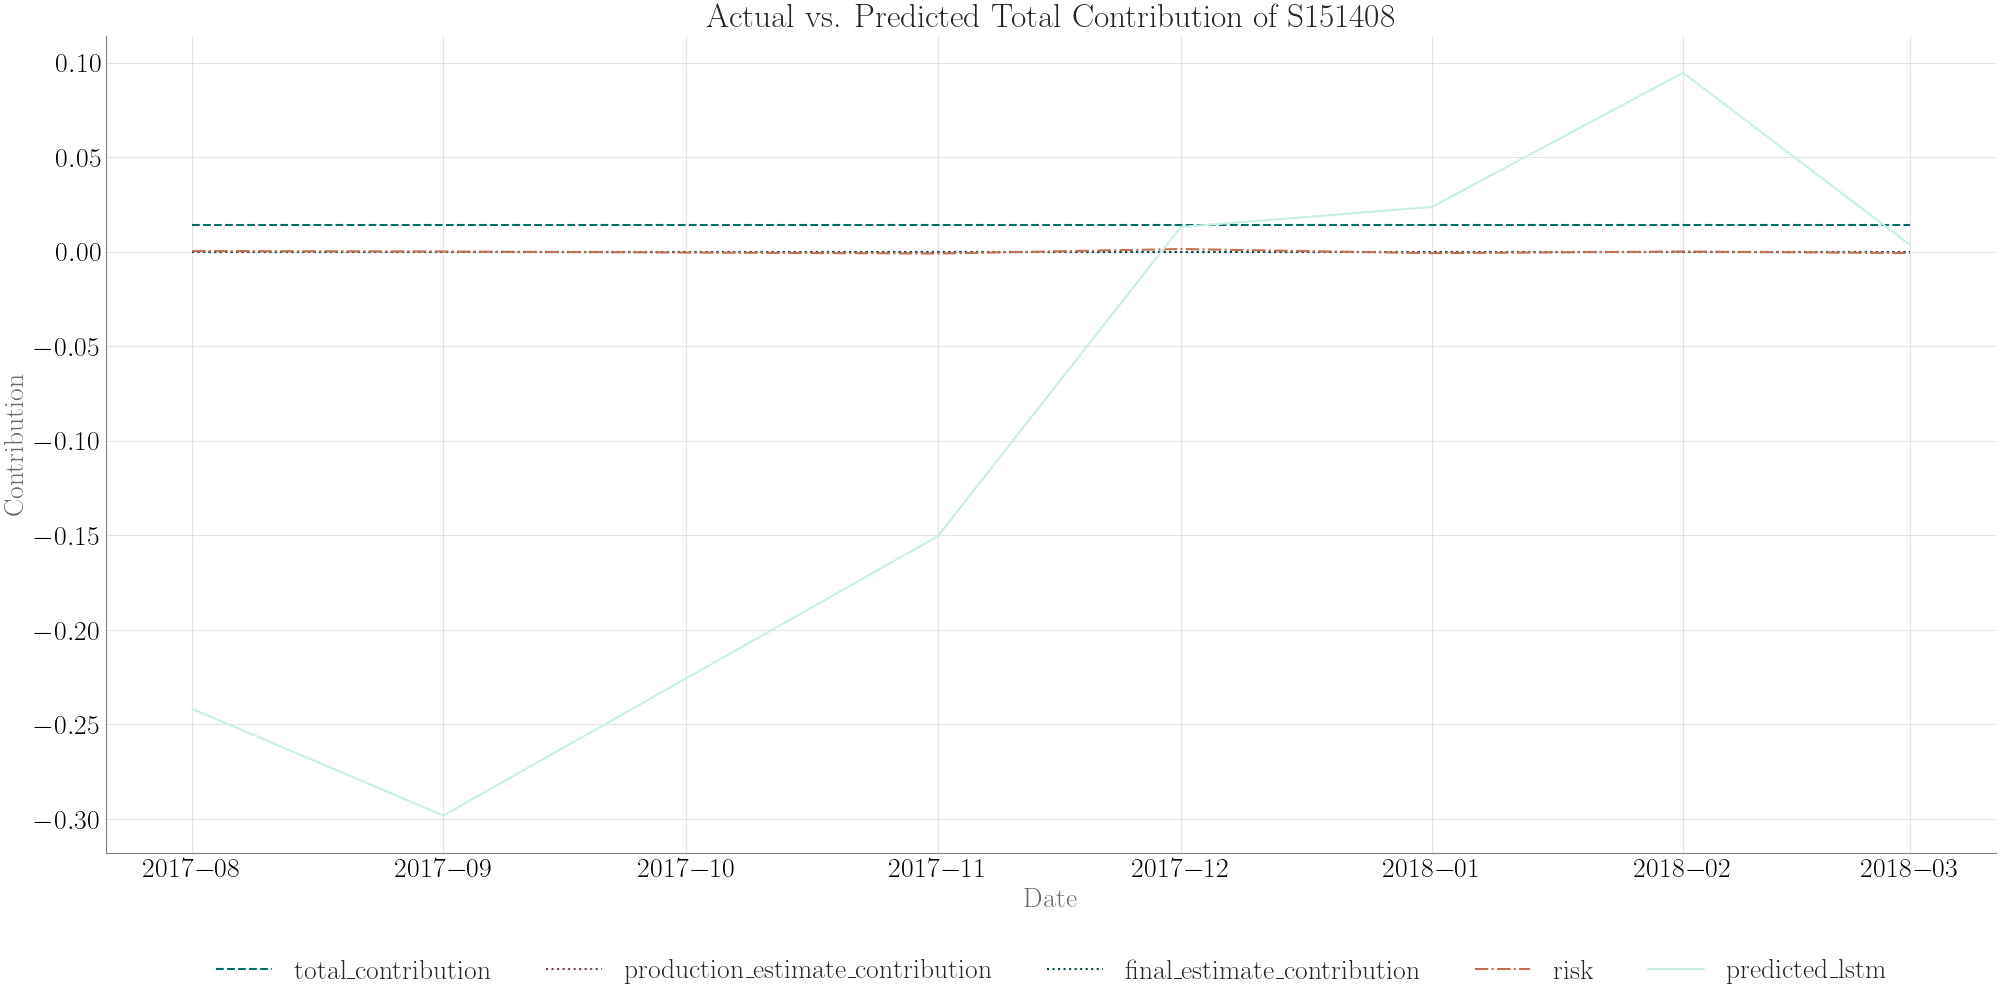 Actual vs. Predicted Total Contribution of S151408
0.10
0.05
0.00
−0.05
−0.10
−0.15
−0.20
−0.25
−0.30
Contribution
2017−08 2017−09 2017−10 2017−11 2017−12 2018−01 2018−02 2018−03
Date
total_contribution production_estimate_contribution final_estimate_contribution risk predicted_lstm